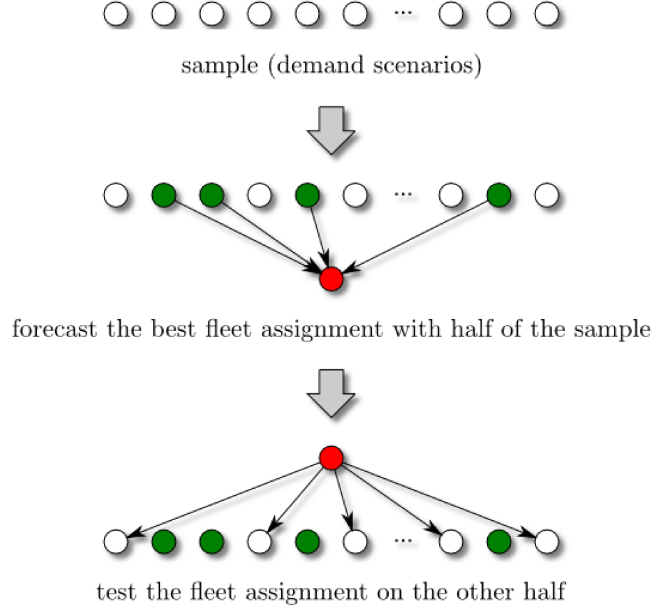 ...
sample (demand scenarios)
...
forecast the best fleet assignment with half of the sample
...
test the fleet assignment on the other half